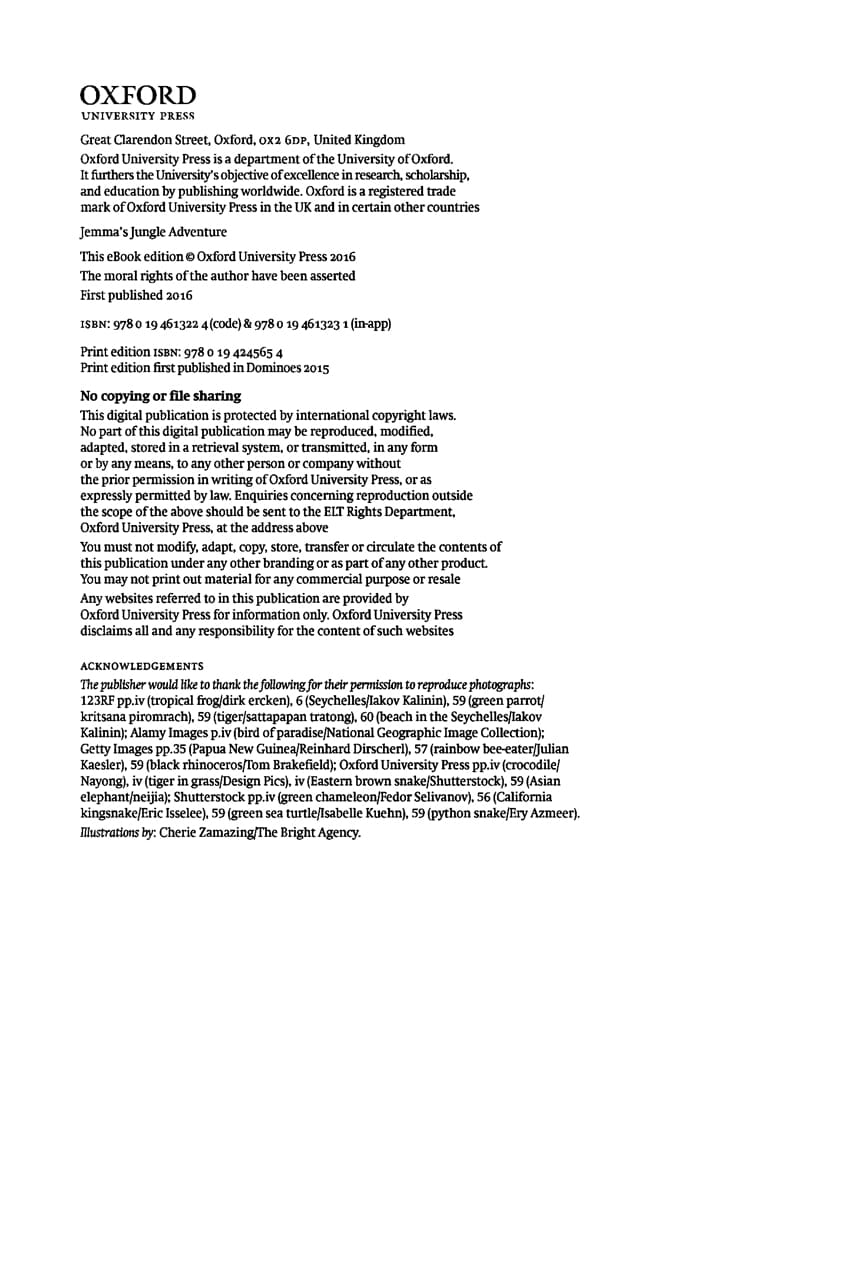 OXFORD
UNIVERSITY PRESS
Great Clarendon Street, Oxford, OX2 6DP, United Kingdom
Oxford University Press is a department of the University of Oxford.
It furthers the University's objective of excellence in research, scholarship,
and education by publishing worldwide. Oxford is a registered trade
mark of Oxford University Press in the UK and in certain other countries
Jemma's Jungle Adventure
This eBook edition © Oxford University Press 2016
The moral rights of the author have been asserted
First published 2016
ISBN: 978 0 19 461322 4 (code) & 978 0 19 461323 1 (in-app)
Print edition ISBN: 978 0 19 424565 4
Print edition first published in Dominoes 2015
No copying or file sharing
This digital publication is protected by international copyright laws.
No part of this digital publication may be reproduced, modified,
adapted, stored in a retrieval system, or transmitted, in any form
or by any means, to any other person or company without
the prior permission in writing of Oxford University Press, or as
expressly permitted by law. Enquiries concerning reproduction outside
the scope of the above should be sent to the ELT Rights Department,
Oxford University Press, at the address above
You must not modify, adapt, copy, store, transfer or circulate the contents of
this publication under any other branding or as part of any other product.
You may not print out material for any commercial purpose or resale
Any websites referred to in this publication are provided by
Oxford University Press for information only. Oxford University Press
disclaims all and any responsibility for the content of such websites
ACKNOWLEDGEMENTS
The publisher would like to thank the following for their permission to reproduce photographs:
123RF pp.iv (tropical frog/dirk ercken), 6 (Seychelles/Iakov Kalinin), 59 (green parrot/
kritsana piromrach), 59 (tiger/sattapapan tratong), 60 (beach in the Seychelles/Iakov
Kalinin); Alamy Images p.iv (bird of paradise/National Geographic Image Collection);
Getty Images pp.35 (Papua New Guinea/Reinhard Dirscherl), 57 (rainbow bee-eater/Julian
Kaesler), 59 (black rhinoceros/Tom Brakefield); Oxford University Press pp.iv (crocodile/
Nayong), iv (tiger in grass/Design Pics), iv (Eastern brown snake/Shutterstock), 59 (Asian
elephant/neijia); Shutterstock pp.iv (green chameleon/Fedor Selivanov), 56 (California
kingsnake/Eric Isselee), 59 (green sea turtle/Isabelle Kuehn), 59 (python snake/Ery Azmeer).
Illustrations by: Cherie Zamazing/The Bright Agency.